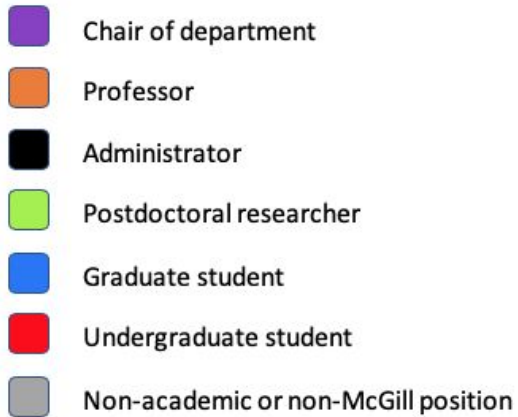 Chair of department
Professor
Administrator
Postdoctoral researcher
Graduate student
Undergraduate student
Non-academic or non-McGill position